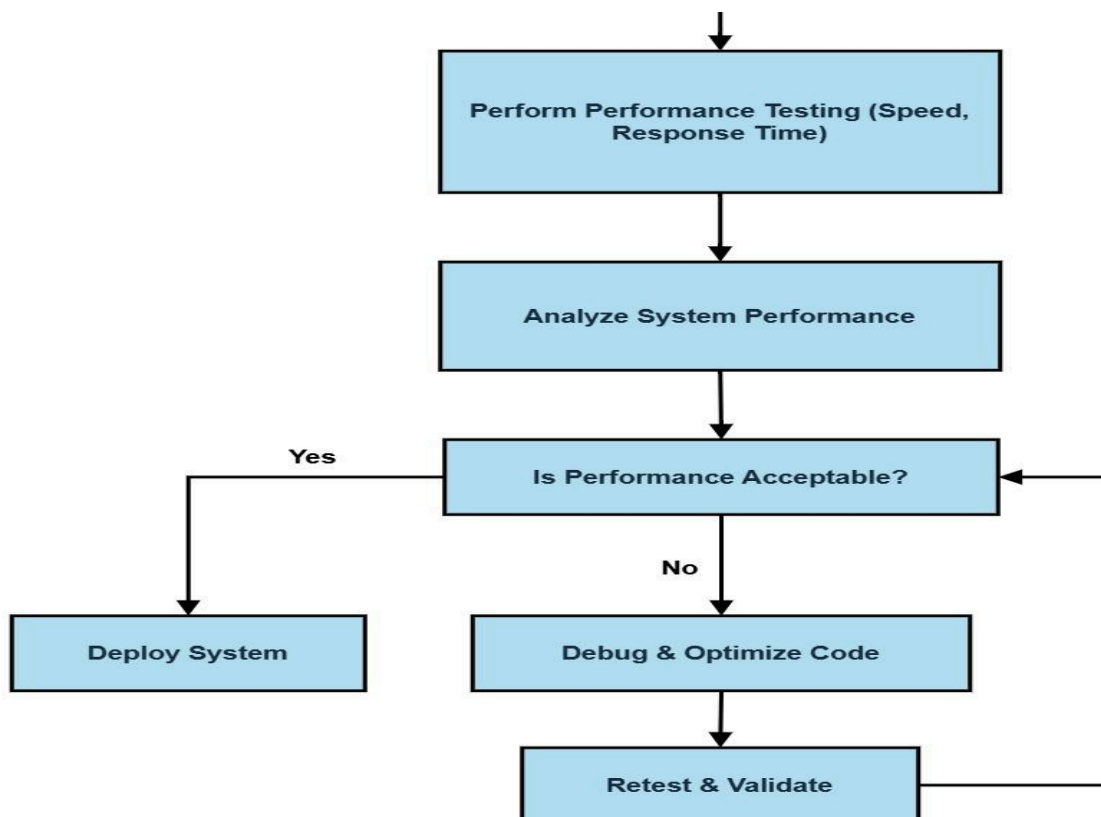 Perform Performance Testing (Speed,
Response Time)
Analyze System Performance
Is Performance Acceptable?
Yes
No
Deploy System
Debug & Optimize Code
Retest & Validate